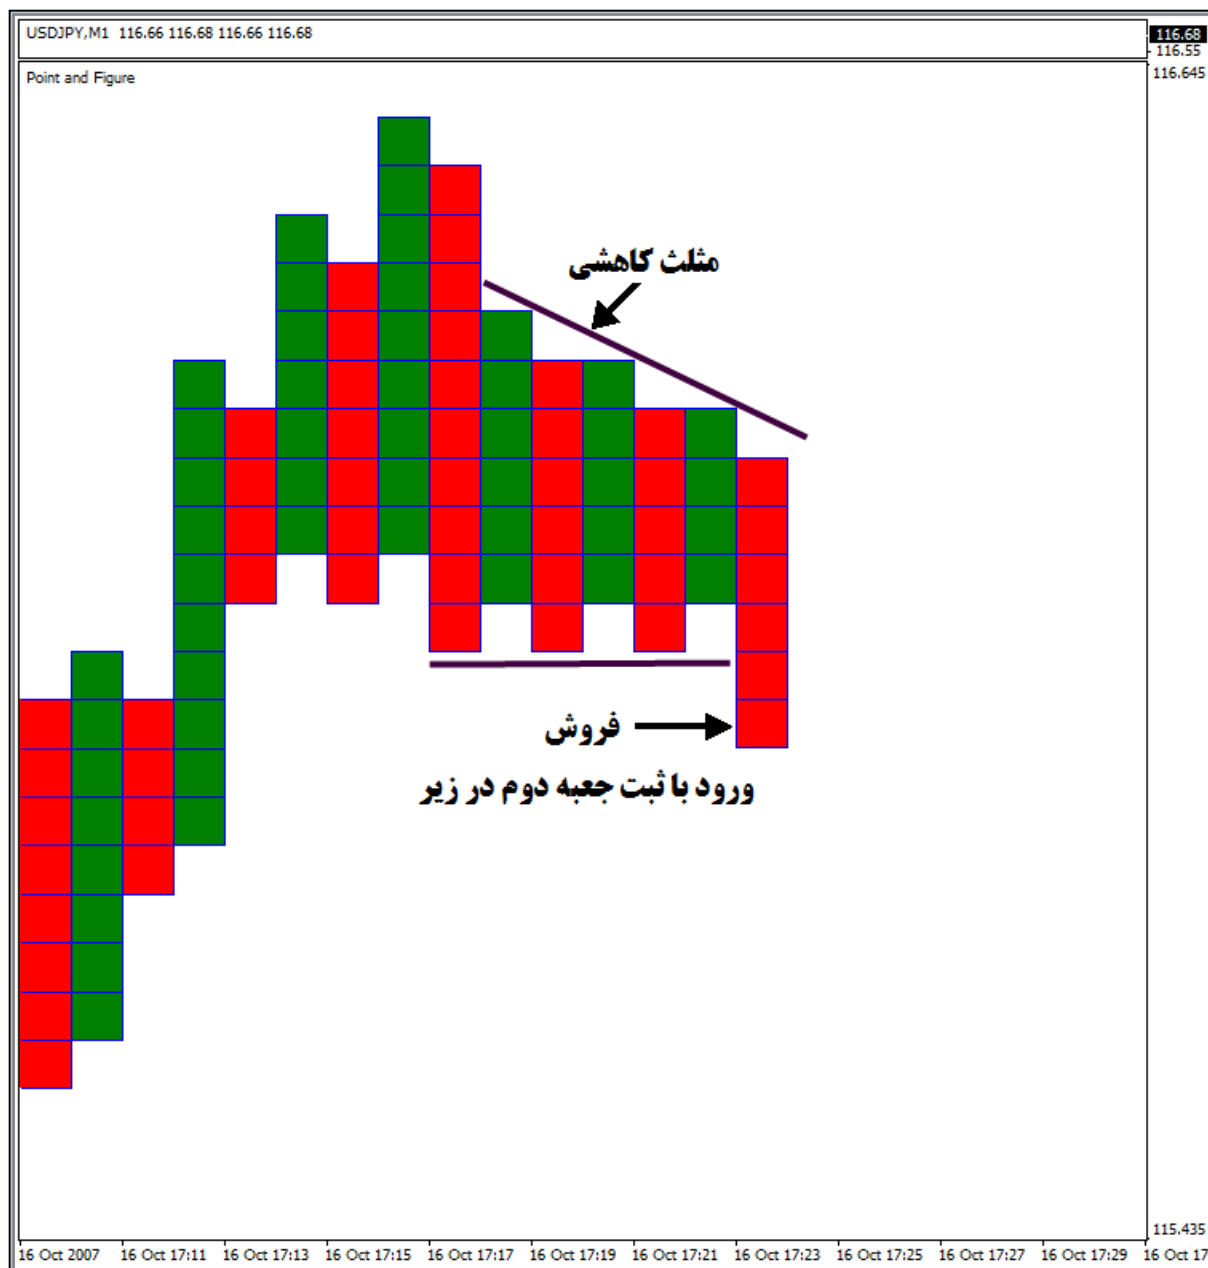 USDJPY,M1 116.66 116.68 116.66 116.68
116.68
116.55
116.645
Point and Figure
مثلث کاهشی
فروش
ورود با ثبت جعبه دوم در زیر
115.435
16 Oct 2007 16 Oct 17:11 16 Oct 17:13 16 Oct 17:15 16 Oct 17:17 16 Oct 17:19 16 Oct 17:21 16 Oct 17:23 16 Oct 17:25 16 Oct 17:27 16 Oct 17:29 16 Oct 17